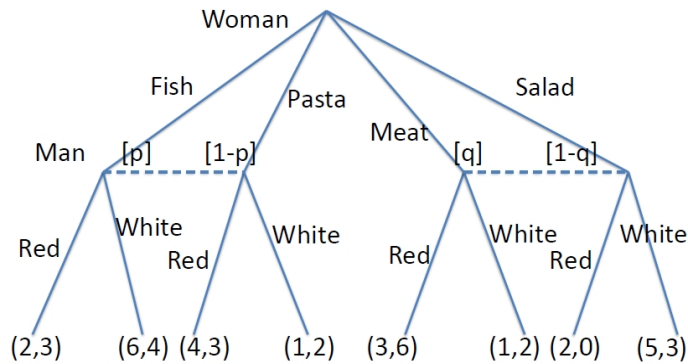 Woman
Fish
Pasta
Meat
Salad
Man [p] [1-p] [q] [1-q]
Red White Red White Red White Red White
(2,3) (6,4) (4,3) (1,2) (3,6) (1,2) (2,0) (5,3)